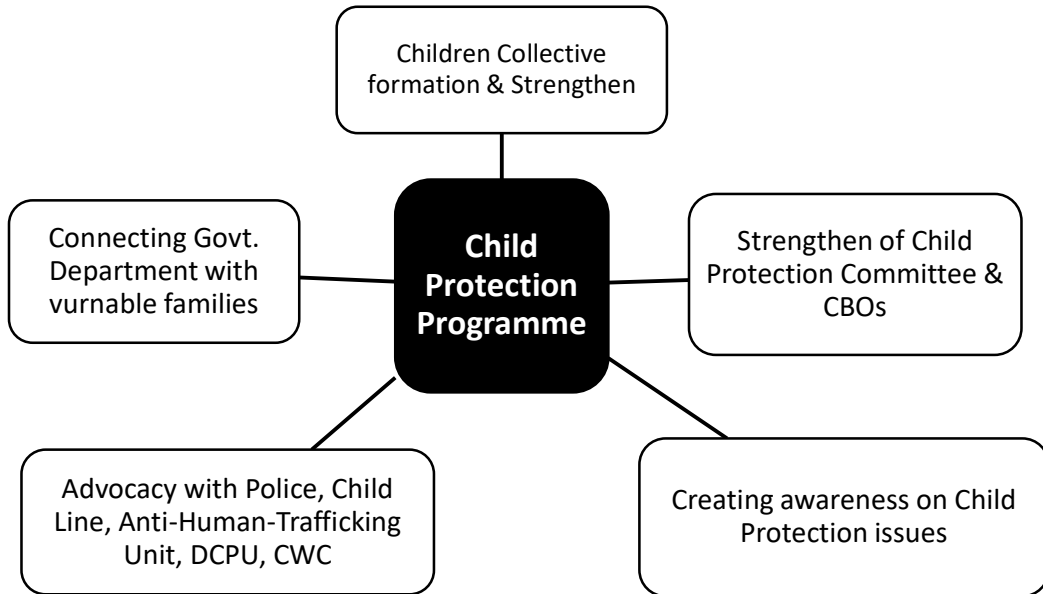 Children Collective
formation & Strengthen
Connecting Govt.
Department with
vurnable families
Child
Protection
Programme
Strengthen of Child
Protection Committee &
CBOs
Advocacy with Police, Child
Line, Anti-Human-Trafficking
Unit, DCPU, CWC
Creating awareness on Child
Protection issues